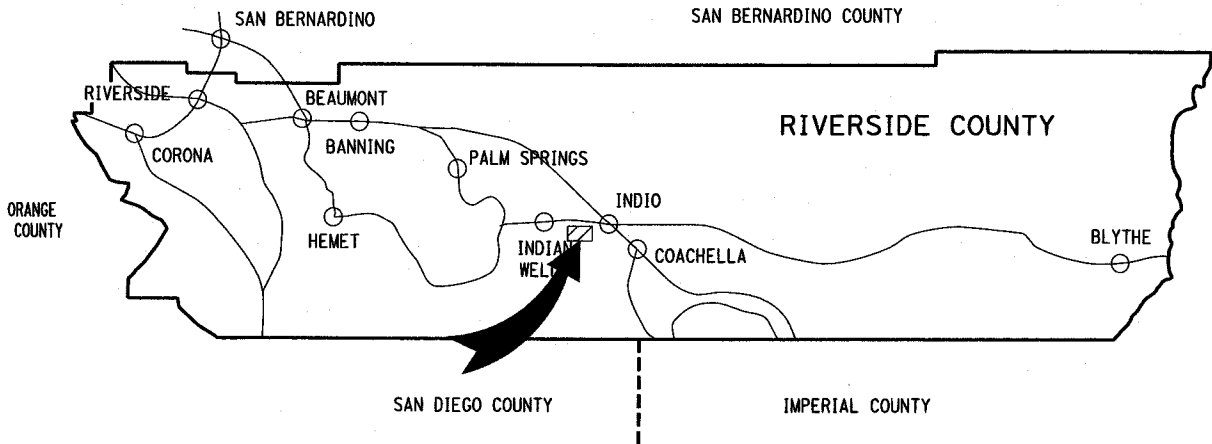 SAN BERNARDINO
SAN BERNARDINO COUNTY
RIVERSIDE
BEAUMONT
RIVERSIDE COUNTY
CORONA
BANNING
PALM SPRINGS
ORANGE
COUNTY
INDIO
HEMET
INDIAN
COACHELLA
BLYTHE
SAN DIEGO COUNTY
IMPERIAL COUNTY